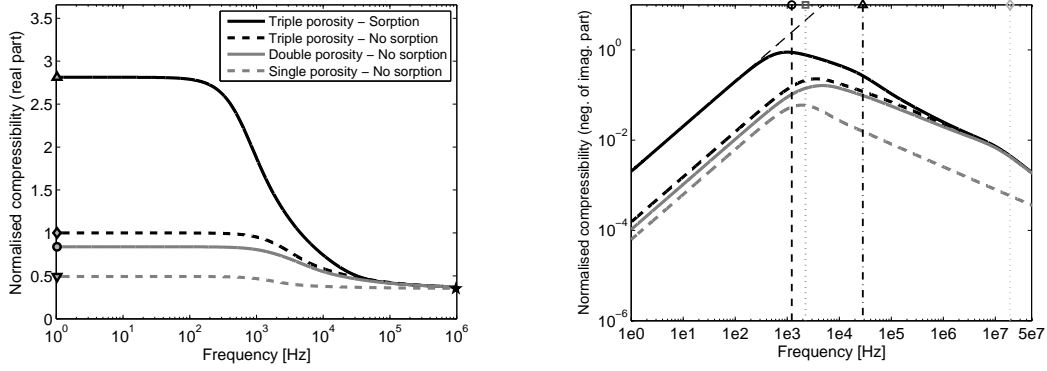 Normalised compressibility (real part)
3.5
3
2.5
2
1.5
1
0.5
0
10^0
10^1
10^2
10^3
10^4
10^5
10^6
Frequency [Hz]
Triple porosity – Sorption
Triple porosity – No sorption
Double porosity – No sorption
Single porosity – No sorption
Normalised compressibility (neg. of imag. part)
10^0
10^-2
10^-4
10^-6
1e0
1e1
1e2
1e3
1e4
1e5
1e6
1e7
5e7
Frequency [Hz]